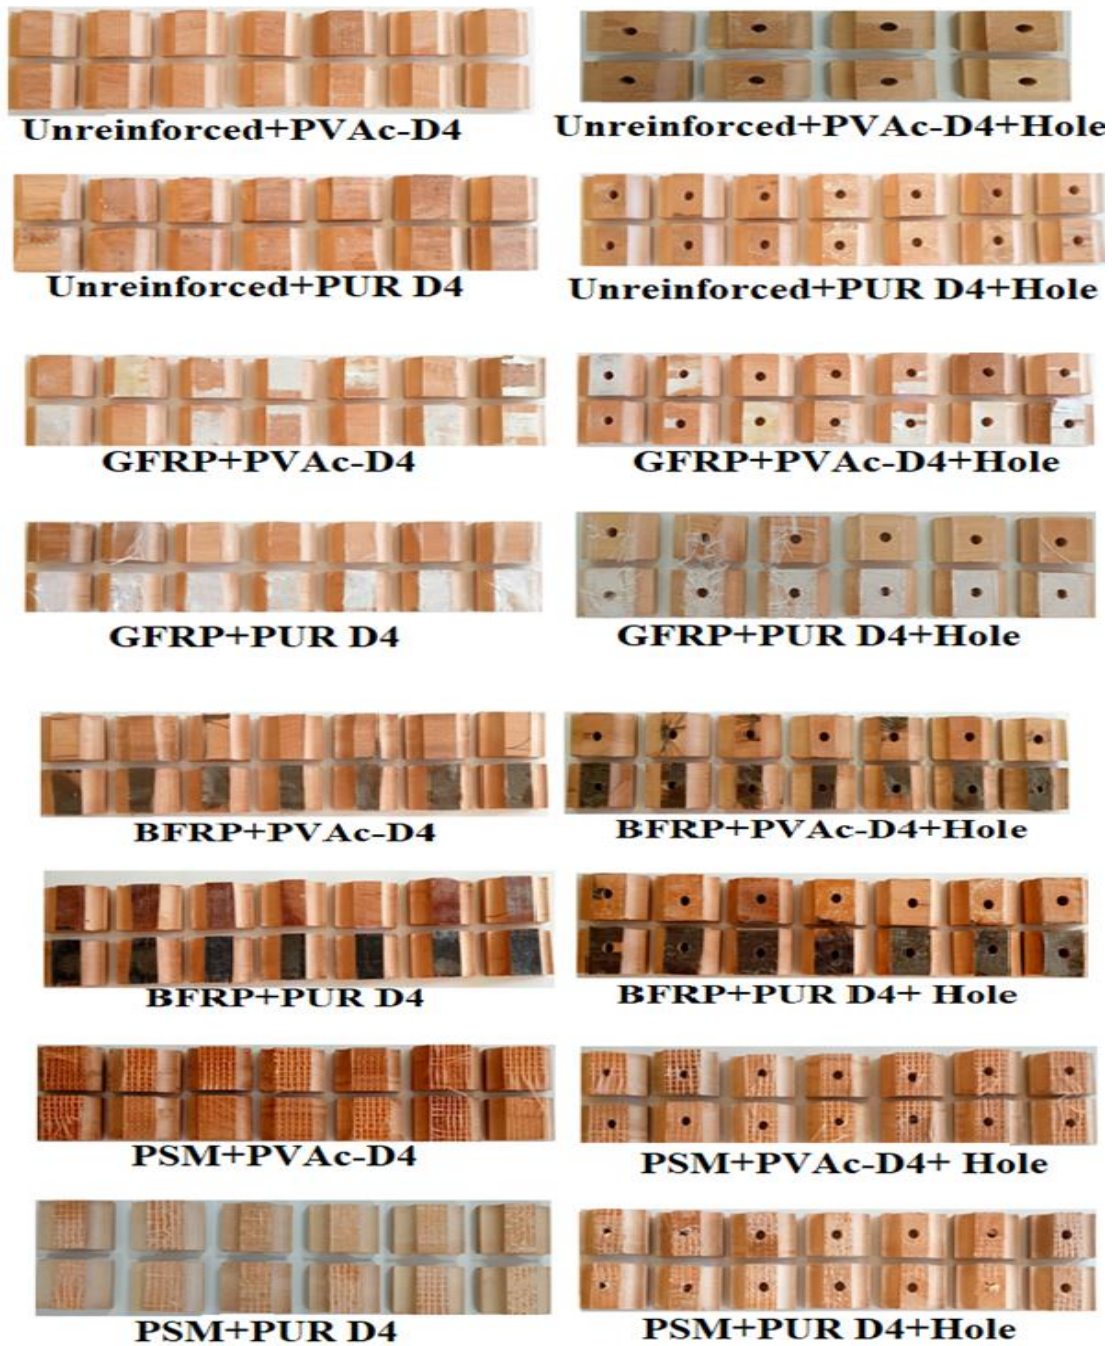 Unreinforced+PVAc-D4
Unreinforced+PVAc-D4+Hole
Unreinforced+PUR D4
Unreinforced+PUR D4+Hole
GFRP+PVAc-D4
GFRP+PVAc-D4+Hole
GFRP+PUR D4
GFRP+PUR D4+Hole
BFRP+PVAc-D4
BFRP+PVAc-D4+Hole
BFRP+PUR D4
BFRP+PUR D4+ Hole
PSM+PVAc-D4
PSM+PVAc-D4+ Hole
PSM+PUR D4
PSM+PUR D4+Hole